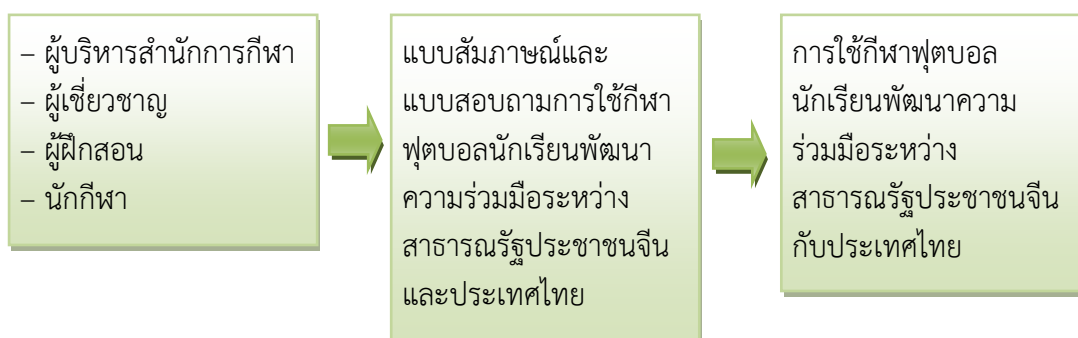 – ผู้บริหารสำนักการกีฬา
– ผู้เชี่ยวชาญ
– ผู้ฝึกสอน
– นักกีฬา
แบบสัมภาษณ์และ
แบบสอบถามการใช้กีฬา
ฟุตบอลนักเรียนพัฒนา
ความร่วมมือระหว่าง
สาธารณรัฐประชาชนจีน
และประเทศไทย
การใช้กีฬาฟุตบอล
นักเรียนพัฒนาความ
ร่วมมือระหว่าง
สาธารณรัฐประชาชนจีน
กับประเทศไทย